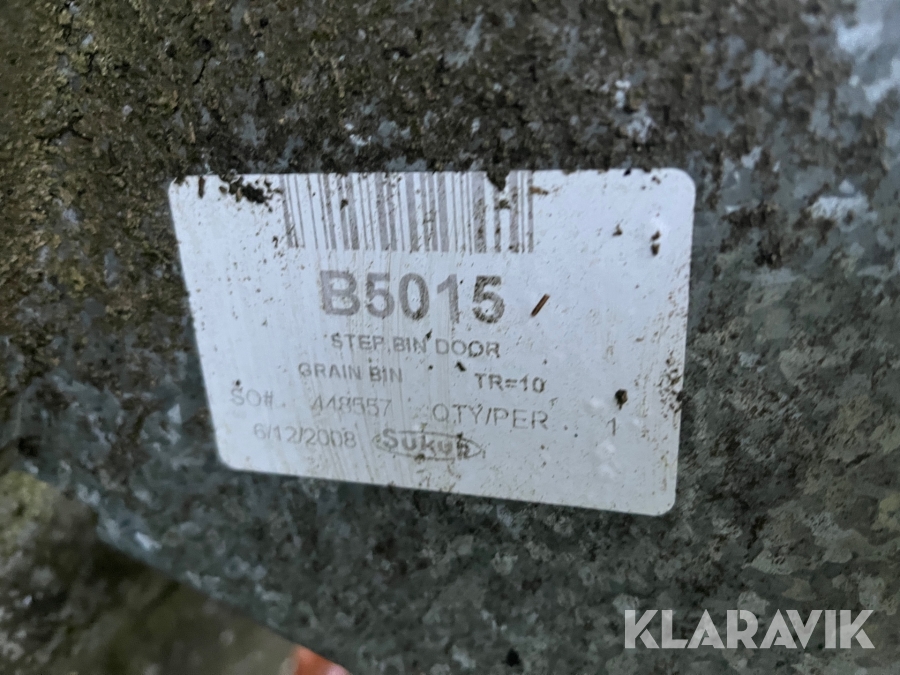 B5015
STEP BIN DOOR
GRAIN BIN TR=10
SO# 448557 QTY/PER 1
6/12/2008 Sukup
KLARAVIK